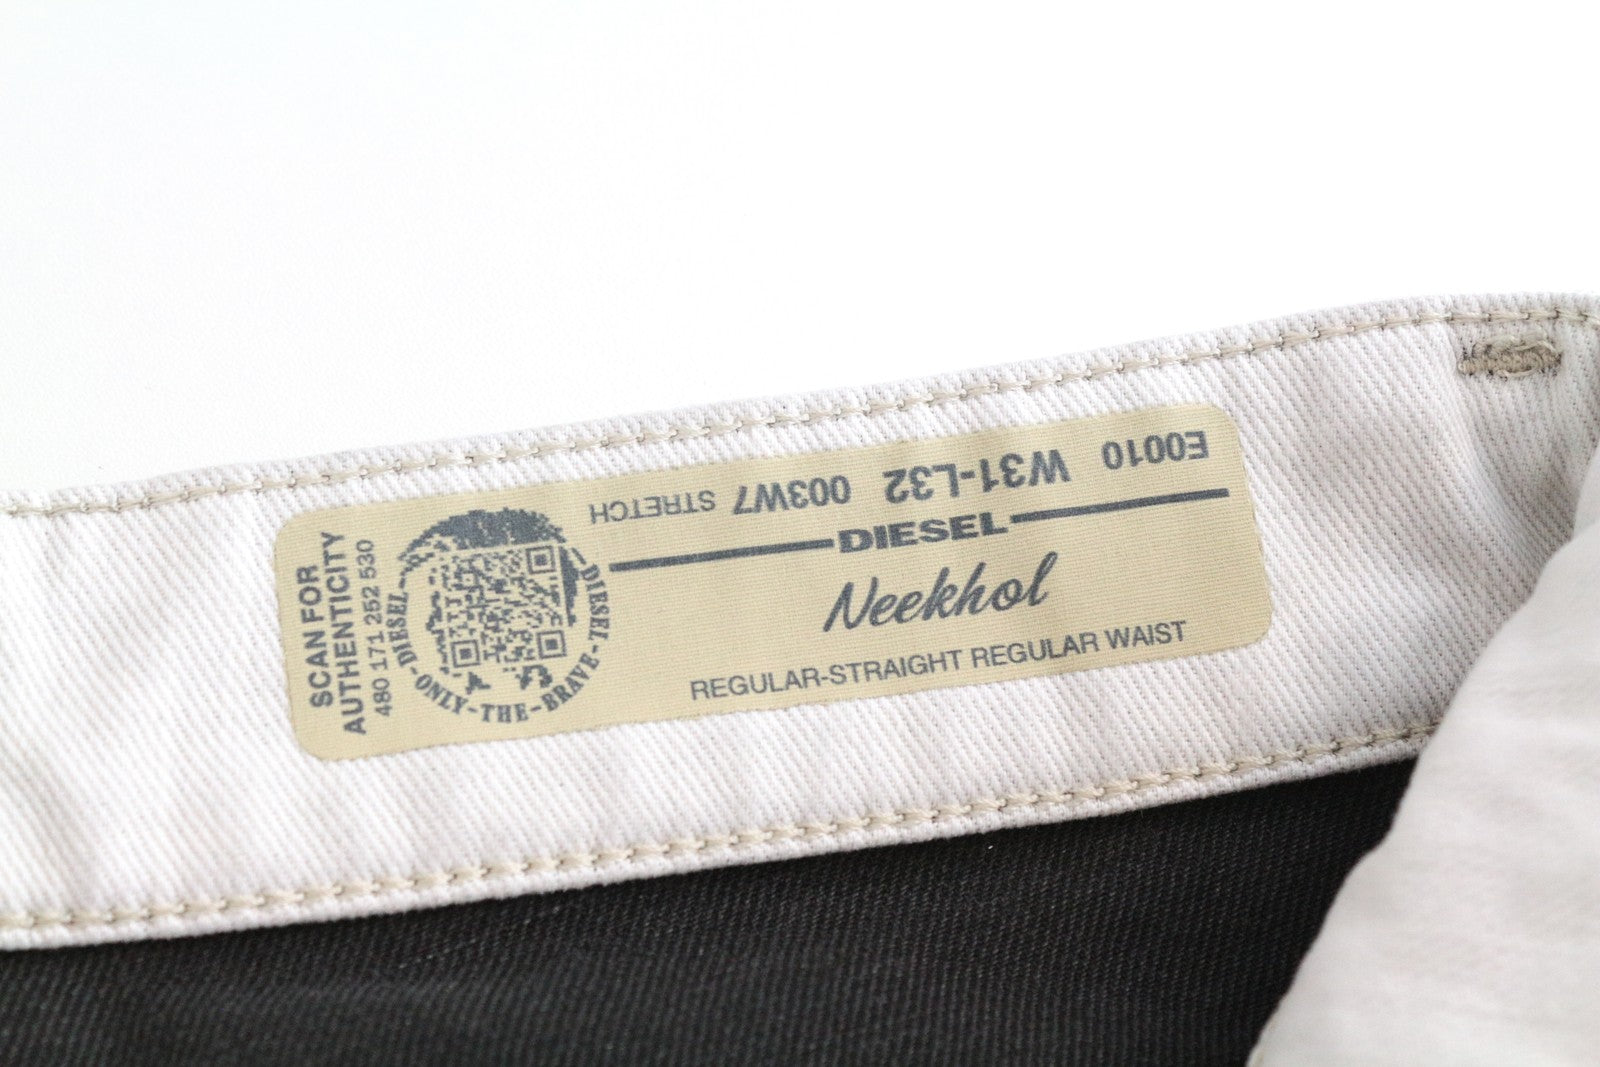 SCAN FOR
AUTHENTICITY
480 171 252 530
DIESEL-ONLY-THE-BRAVE-DIESEL
E0010 W31-L32 003W7 STRETCH
DIESEL
Neekhol
REGULAR-STRAIGHT REGULAR WAIST